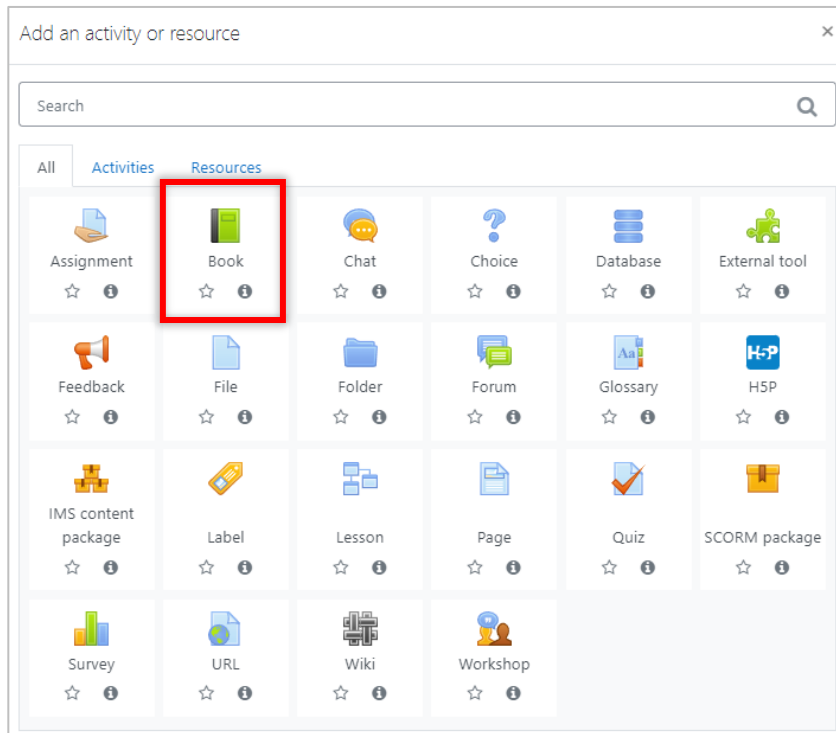 Add an activity or resource
Search
All Activities Resources
Assignment Book Chat Choice Database External tool
Feedback File Folder Forum Glossary H5P
IMS content
package Label Lesson Page Quiz SCORM package
Survey URL Wiki Workshop